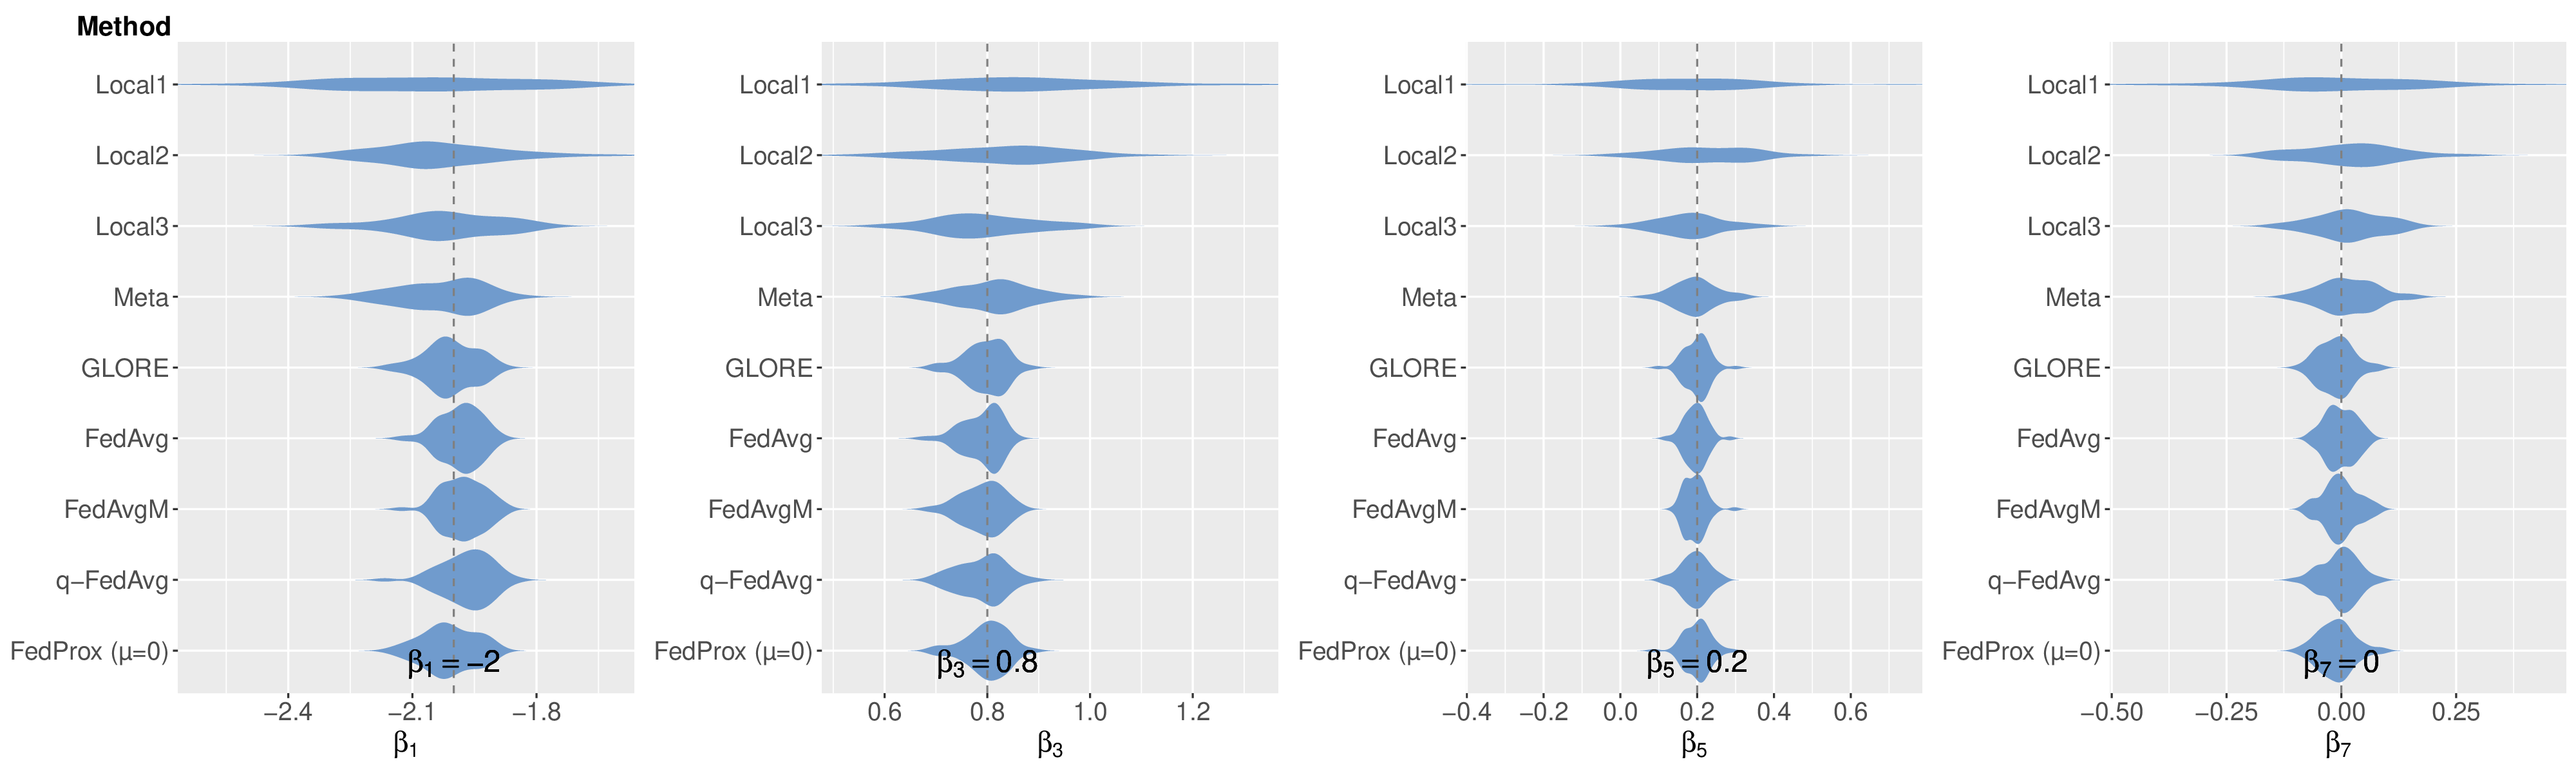 Method
Local1
Local2
Local3
Meta
GLORE
FedAvg
FedAvgM
q−FedAvg
FedProx (μ=0)
β₁ = −2
−2.4 −2.1 −1.8
β₁
Local1
Local2
Local3
Meta
GLORE
FedAvg
FedAvgM
q−FedAvg
FedProx (μ=0)
β₃ = 0.8
0.6 0.8 1.0 1.2
β₃
Local1
Local2
Local3
Meta
GLORE
FedAvg
FedAvgM
q−FedAvg
FedProx (μ=0)
β₅ = 0.2
−0.4 −0.2 0.0 0.2 0.4 0.6
β₅
Local1
Local2
Local3
Meta
GLORE
FedAvg
FedAvgM
q−FedAvg
FedProx (μ=0)
β₇ = 0
−0.50 −0.25 0.00 0.25
β₇